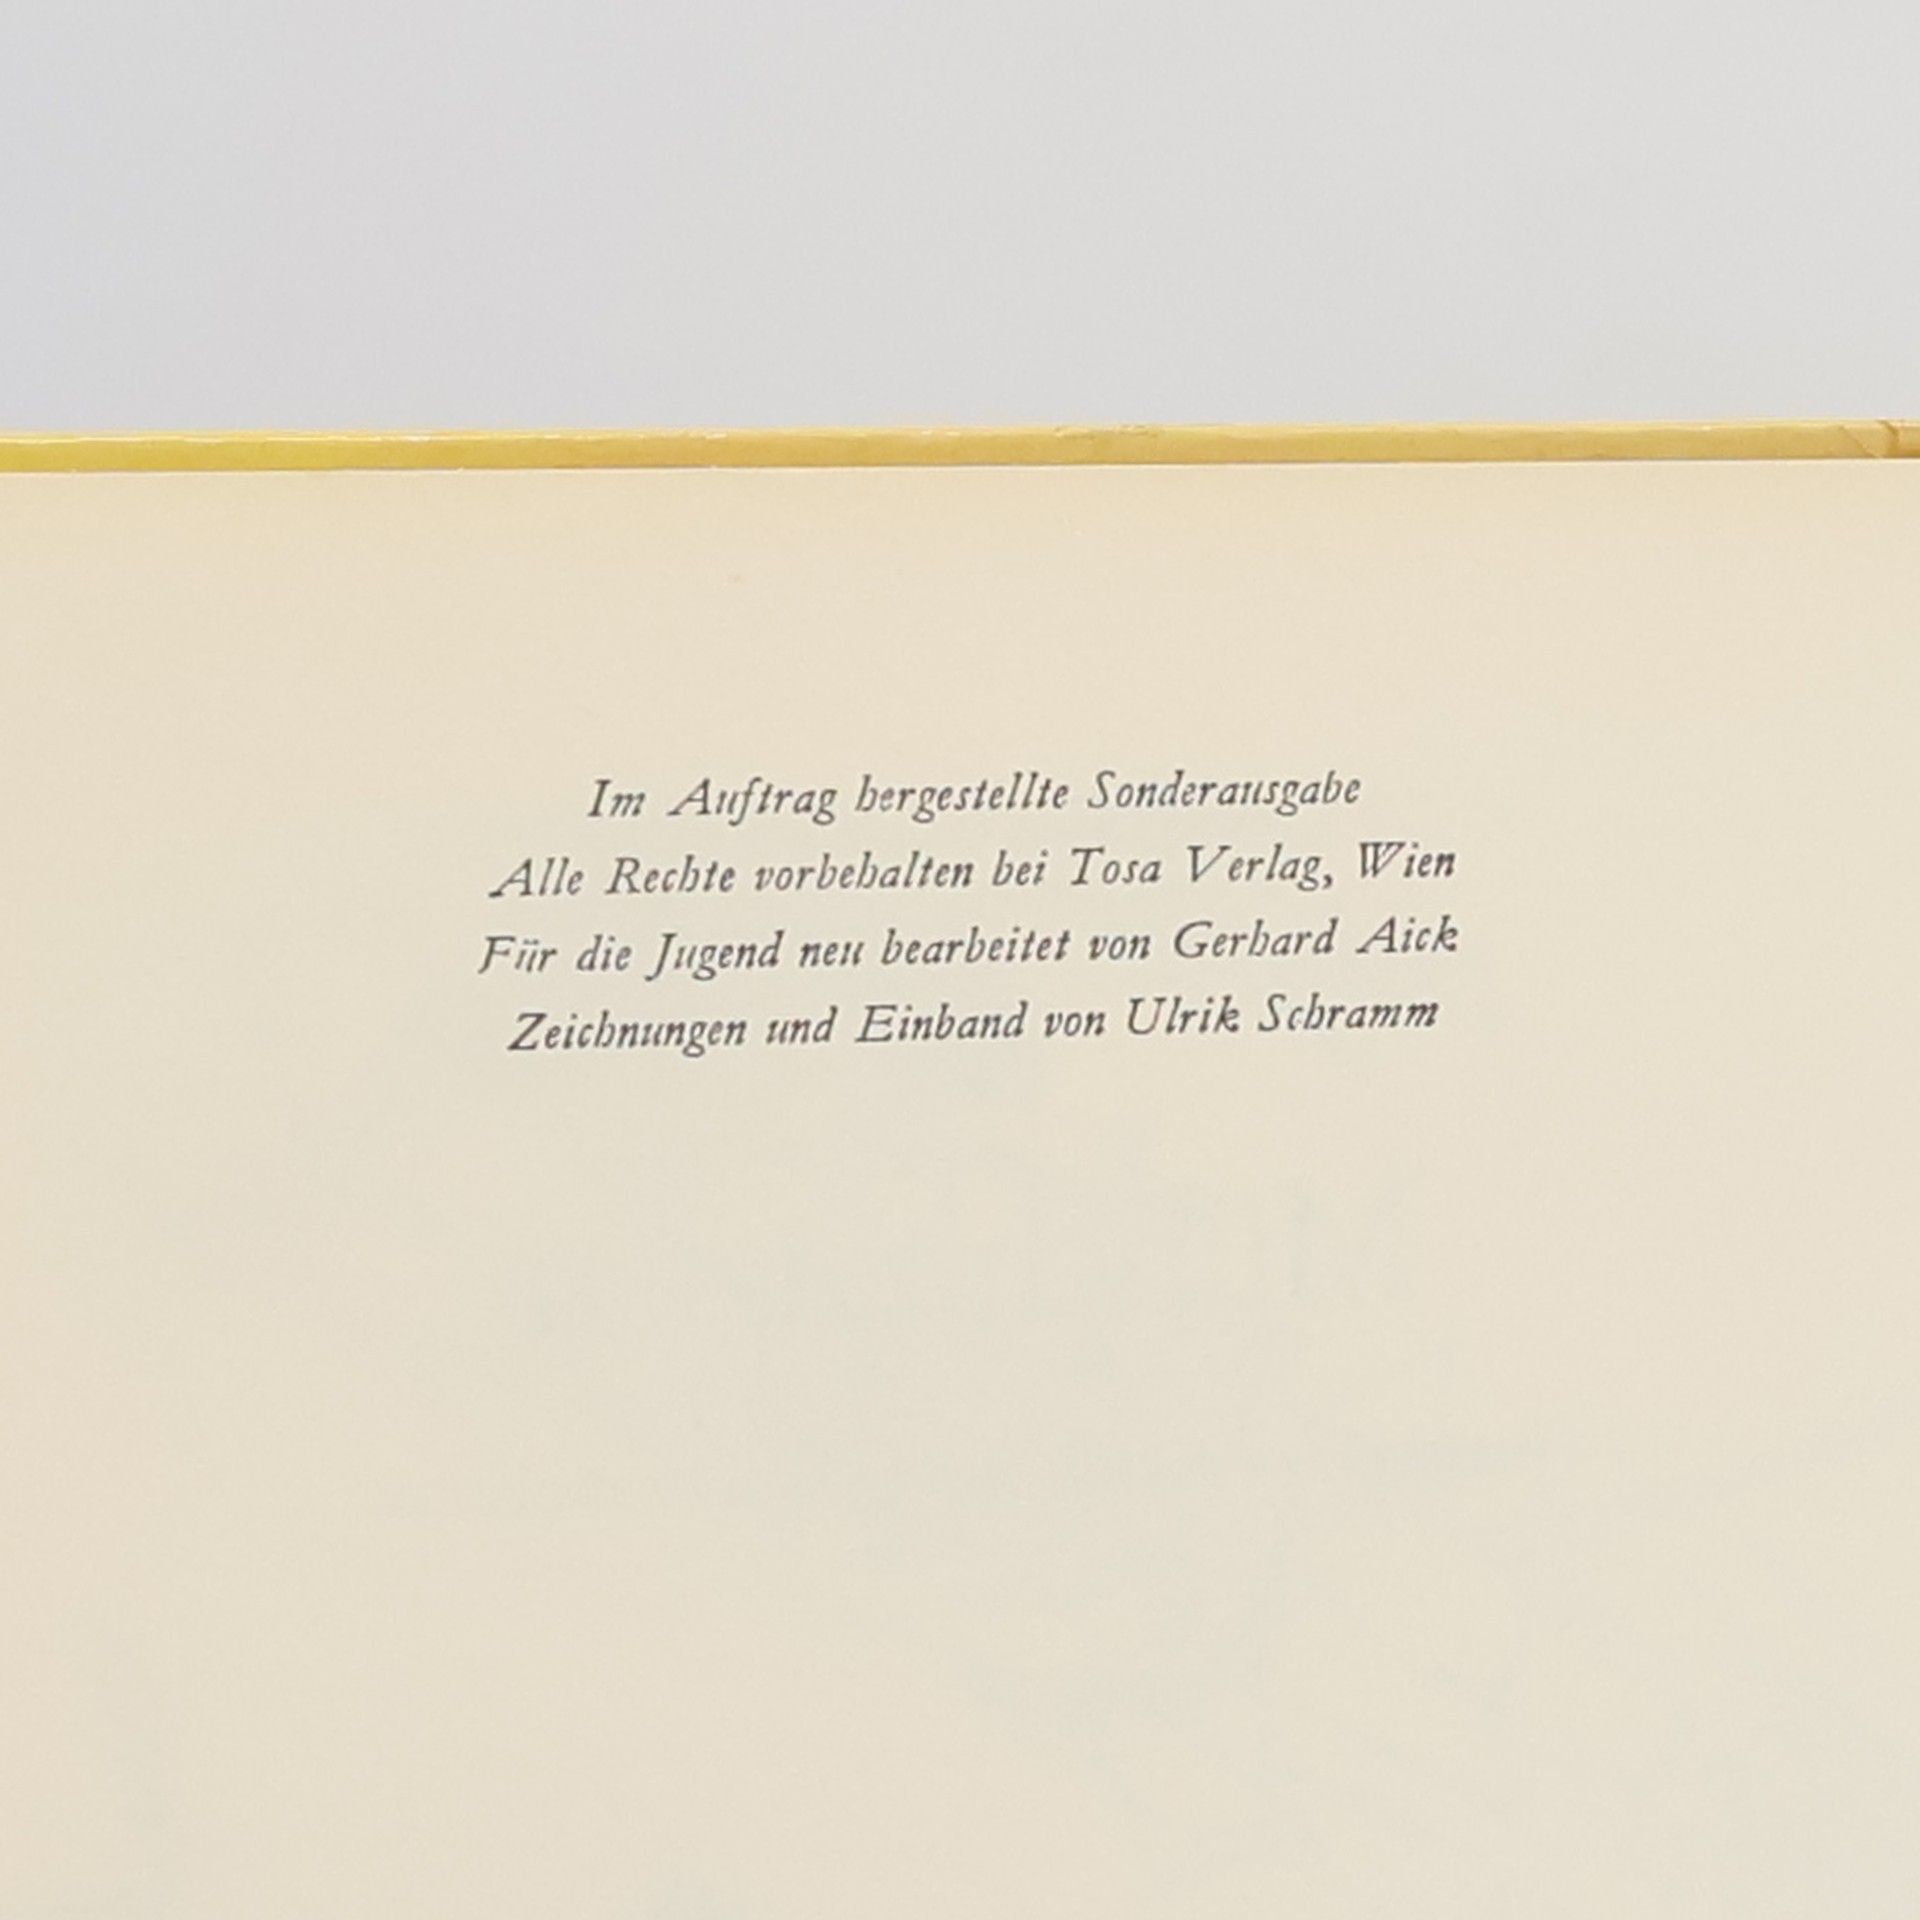 Im Auftrag hergestellte Sonderausgabe
Alle Rechte vorbehalten bei Tosa Verlag, Wien
Für die Jugend neu bearbeitet von Gerhard Aick
Zeichnungen und Einband von Ulrik Schramm